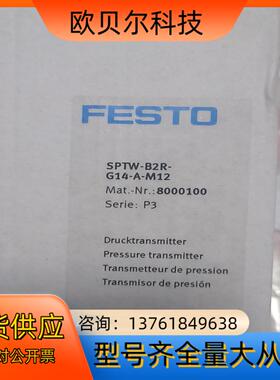 欧贝尔科技
FESTO
SPTW-B2R-
G14-A-M12
Mat.-Nr.: 8000100
Serie: P3
Drucktransmitter
Pressure transmitter
Transmetteur de pression
Transmisor de presión
货供应
咨询：13761849638
时公开票
型号齐全量大从